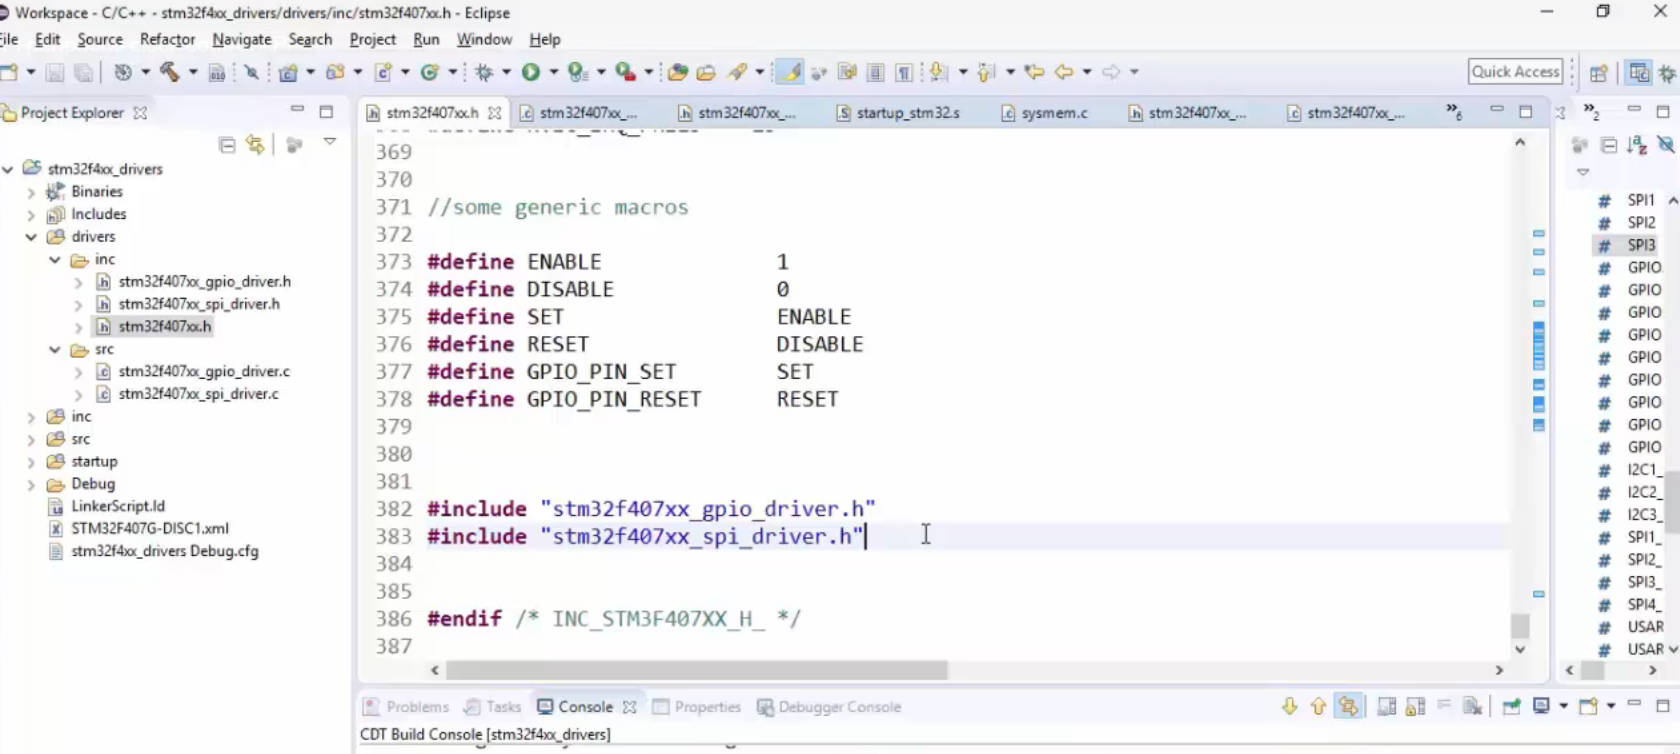 Workspace - C/C++ - stm32f4xx_drivers/drivers/inc/stm32f407xx.h - Eclipse
File Edit Source Refactor Navigate Search Project Run Window Help
Quick Access
Project Explorer
stm32f4xx_drivers
Binaries
Includes
drivers
inc
stm32f407xx_gpio_driver.h
stm32f407xx_spi_driver.h
stm32f407xx.h
src
stm32f407xx_gpio_driver.c
stm32f407xx_spi_driver.c
inc
src
startup
Debug
LinkerScript.ld
STM32F407G-DISC1.xml
stm32f4xx_drivers Debug.cfg
stm32f407xx.h stm32f407xx_... stm32f407xx_... startup_stm32.s sysmem.c stm32f407xx_... stm32f407xx_... »6
»2
369
370
371 //some generic macros
372
373 #define ENABLE 1
374 #define DISABLE 0
375 #define SET ENABLE
376 #define RESET DISABLE
377 #define GPIO_PIN_SET SET
378 #define GPIO_PIN_RESET RESET
379
380
381
382 #include "stm32f407xx_gpio_driver.h"
383 #include "stm32f407xx_spi_driver.h"
384
385
386 #endif /* INC_STM3F407XX_H_ */
387
# SPI1
# SPI2
# SPI3
# GPIO
# GPIO
# GPIO
# GPIO
# GPIO
# GPIO
# GPIO
# GPIO
# GPIO
# I2C1_
# I2C2_
# I2C3_
# SPI1_
# SPI2_
# SPI3_
# SPI4_
# USAR
# USAR
Problems Tasks Console Properties Debugger Console
CDT Build Console [stm32f4xx_drivers]